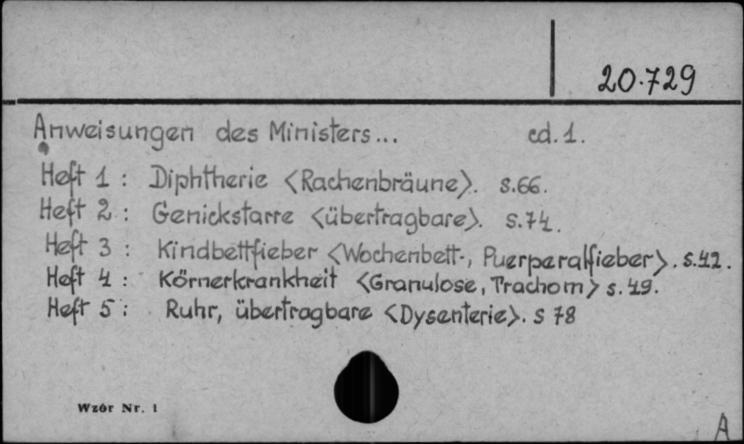 20.729
Anweisungen des Ministers... cd. 1.
Heft 1 : Diphtherie <Rachenbräune>. s.66.
Heft 2 : Genickstarre <übertragbare>. s.74.
Heft 3 : Kindbettfieber <Wochenbett-, Puerperalfieber>. s.42.
Heft 4 : Körnerkrankheit <Granulose, Trachom> s.49.
Heft 5 : Ruhr, übertragbare <Dysenterie>. s 78
Wzór Nr. 1
A